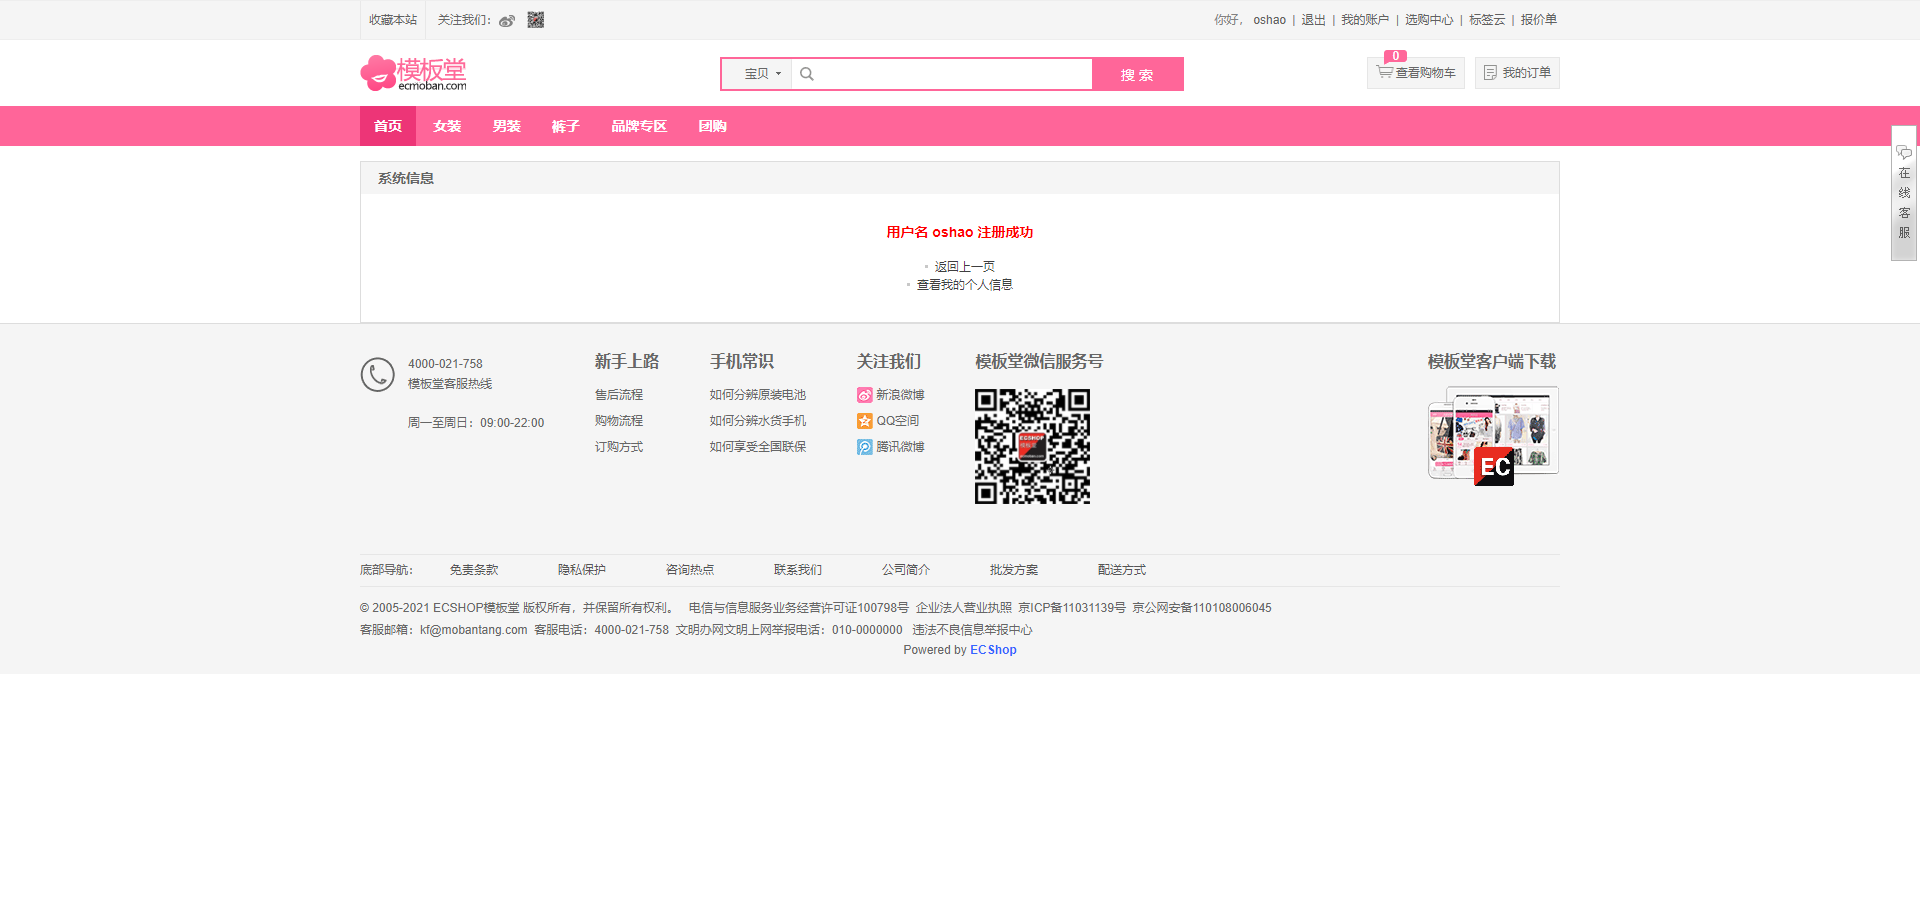 收藏本站 关注我们： 你好， oshao | 退出 | 我的账户 | 选购中心 | 标签云 | 报价单
模板堂
ecmoban.com
宝贝 搜 索
0
查看购物车 我的订单
首页 女装 男装 裤子 品牌专区 团购
在
线
客
服
系统信息
用户名 oshao 注册成功
返回上一页
查看我的个人信息
4000-021-758
模板堂客服热线
周一至周日：09:00-22:00
新手上路
售后流程
购物流程
订购方式
手机常识
如何分辨原装电池
如何分辨水货手机
如何享受全国联保
关注我们
新浪微博
QQ空间
腾讯微博
模板堂微信服务号
ECSHOP
模板堂客户端下载
EC
底部导航： 免责条款 隐私保护 咨询热点 联系我们 公司简介 批发方案 配送方式
© 2005-2021 ECSHOP模板堂 版权所有，并保留所有权利。 电信与信息服务业务经营许可证100798号 企业法人营业执照 京ICP备11031139号 京公网安备110108006045
客服邮箱：kf@mobantang.com 客服电话：4000-021-758 文明办网文明上网举报电话：010-0000000 违法不良信息举报中心
Powered by ECShop